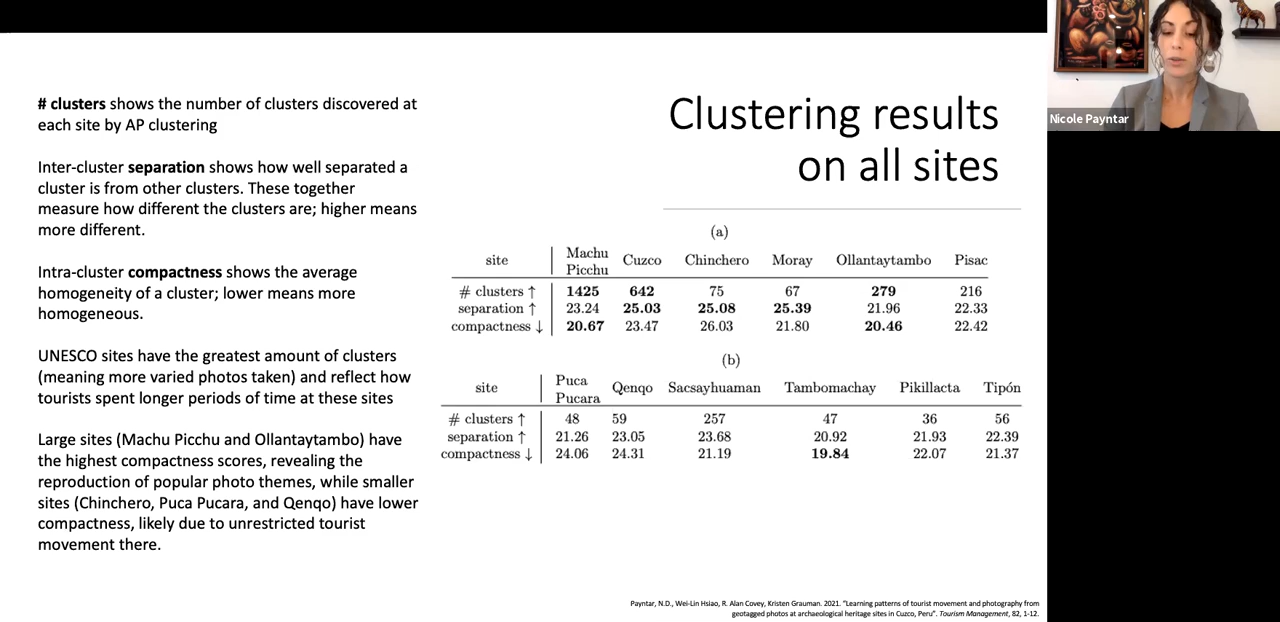 # clusters shows the number of clusters discovered at
each site by AP clustering
Inter-cluster separation shows how well separated a
cluster is from other clusters. These together
measure how different the clusters are; higher means
more different.
Intra-cluster compactness shows the average
homogeneity of a cluster; lower means more
homogeneous.
UNESCO sites have the greatest amount of clusters
(meaning more varied photos taken) and reflect how
tourists spent longer periods of time at these sites
Large sites (Machu Picchu and Ollantaytambo) have
the highest compactness scores, revealing the
reproduction of popular photo themes, while smaller
sites (Chinchero, Puca Pucara, and Qenqo) have lower
compactness, likely due to unrestricted tourist
movement there.
Clustering results
on all sites
(a)
site Machu Picchu Cuzco Chinchero Moray Ollantaytambo Pisac
# clusters ↑ 1425 642 75 67 279 216
separation ↑ 23.24 25.03 25.08 25.39 21.96 22.33
compactness ↓ 20.67 23.47 26.03 21.80 20.46 22.42
(b)
site Puca Pucara Qenqo Sacsayhuaman Tambomachay Pikillacta Tipón
# clusters ↑ 48 59 257 47 36 56
separation ↑ 21.26 23.05 23.68 20.92 21.93 22.39
compactness ↓ 24.06 24.31 21.19 19.84 22.07 21.37
Payntar, N.D., Wei-Lin Hsiao, R. Alan Covey, Kristen Grauman. 2021. "Learning patterns of tourist movement and photography from
geotagged photos at archaeological heritage sites in Cuzco, Peru". Tourism Management, 82, 1-12.
Nicole Payntar